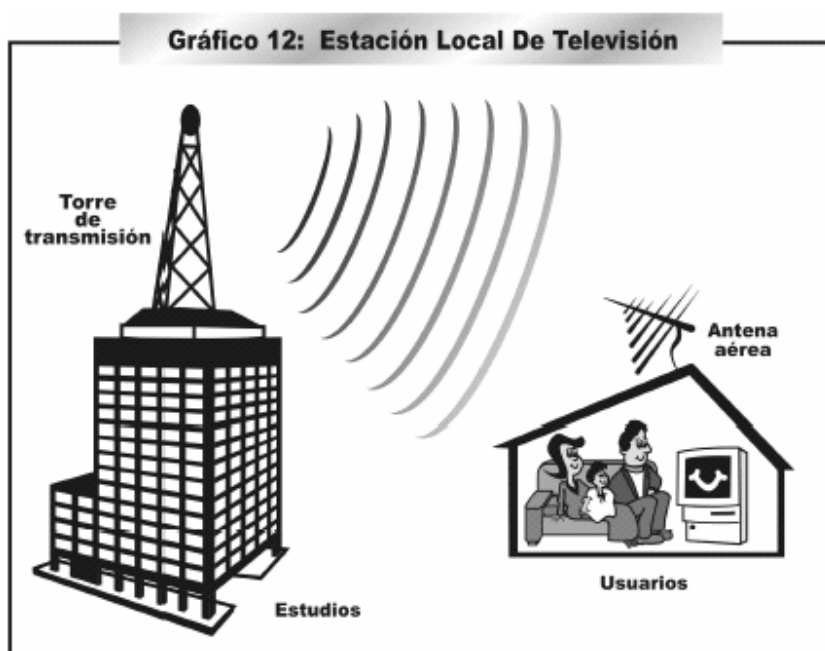 Gráfico 12: Estación Local De Televisión
Torre
de
transmisión
Antena
aérea
Usuarios
Estudios